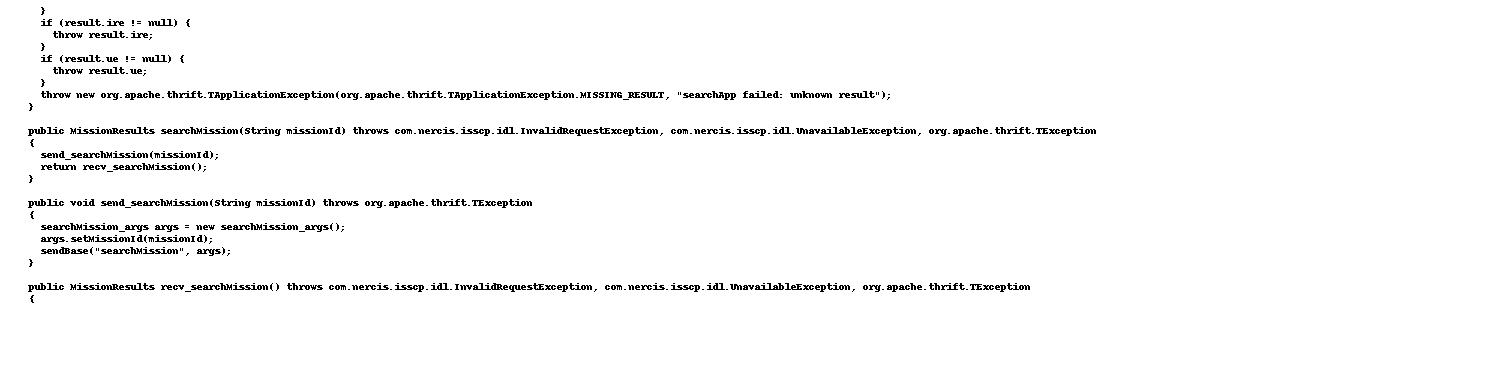 }
if (result.ire != null) {
throw result.ire;
}
if (result.ue != null) {
throw result.ue;
}
throw new org.apache.thrift.TApplicationException(org.apache.thrift.TApplicationException.MISSING_RESULT, "searchApp failed: unknown result");
}
public MissionResults searchMission(String missionId) throws com.nercis.isscp.idl.InvalidRequestException, com.nercis.isscp.idl.UnavailableException, org.apache.thrift.TException
{
send_searchMission(missionId);
return recv_searchMission();
}
public void send_searchMission(String missionId) throws org.apache.thrift.TException
{
searchMission_args args = new searchMission_args();
args.setMissionId(missionId);
sendBase("searchMission", args);
}
public MissionResults recv_searchMission() throws com.nercis.isscp.idl.InvalidRequestException, com.nercis.isscp.idl.UnavailableException, org.apache.thrift.TException
{